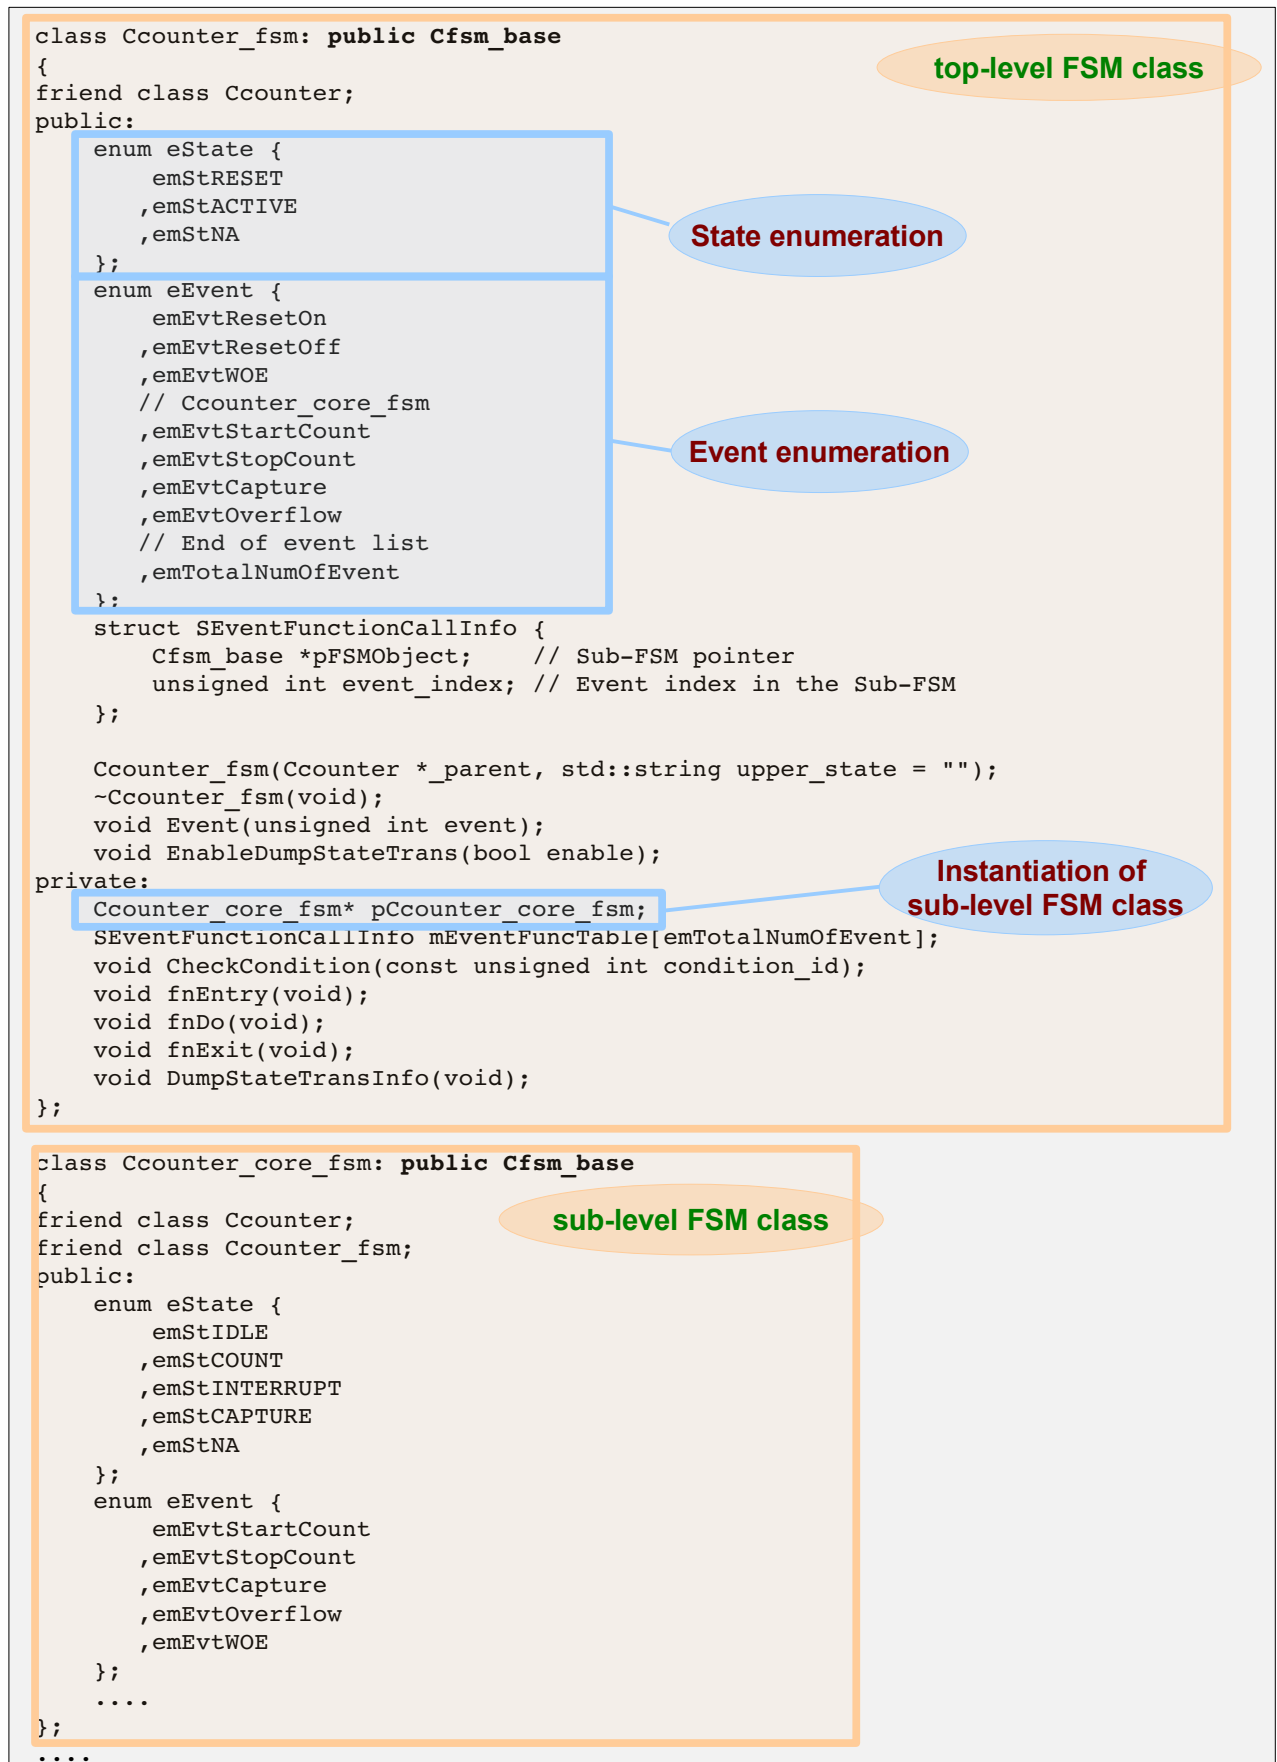 class Ccounter_fsm: public Cfsm_base
{
top-level FSM class
friend class Ccounter;
public:
    enum eState {
        emStRESET
       ,emStACTIVE
       ,emStNA
    };
State enumeration
    enum eEvent {
        emEvtResetOn
       ,emEvtResetOff
       ,emEvtWOE
       // Ccounter_core_fsm
       ,emEvtStartCount
       ,emEvtStopCount
       ,emEvtCapture
       ,emEvtOverflow
       // End of event list
       ,emTotalNumOfEvent
    };
Event enumeration
    struct SEventFunctionCallInfo {
        Cfsm_base *pFSMObject;    // Sub-FSM pointer
        unsigned int event_index; // Event index in the Sub-FSM
    };
    Ccounter_fsm(Ccounter *_parent, std::string upper_state = "");
    ~Ccounter_fsm(void);
    void Event(unsigned int event);
    void EnableDumpStateTrans(bool enable);
private:
    Ccounter_core_fsm* pCcounter_core_fsm;
Instantiation of
sub-level FSM class
    SEventFunctionCallInfo mEventFuncTable[emTotalNumOfEvent];
    void CheckCondition(const unsigned int condition_id);
    void fnEntry(void);
    void fnDo(void);
    void fnExit(void);
    void DumpStateTransInfo(void);
};
class Ccounter_core_fsm: public Cfsm_base
{
friend class Ccounter;
sub-level FSM class
friend class Ccounter_fsm;
public:
    enum eState {
        emStIDLE
       ,emStCOUNT
       ,emStINTERRUPT
       ,emStCAPTURE
       ,emStNA
    };
    enum eEvent {
        emEvtStartCount
       ,emEvtStopCount
       ,emEvtCapture
       ,emEvtOverflow
       ,emEvtWOE
    };
    ....
};
....